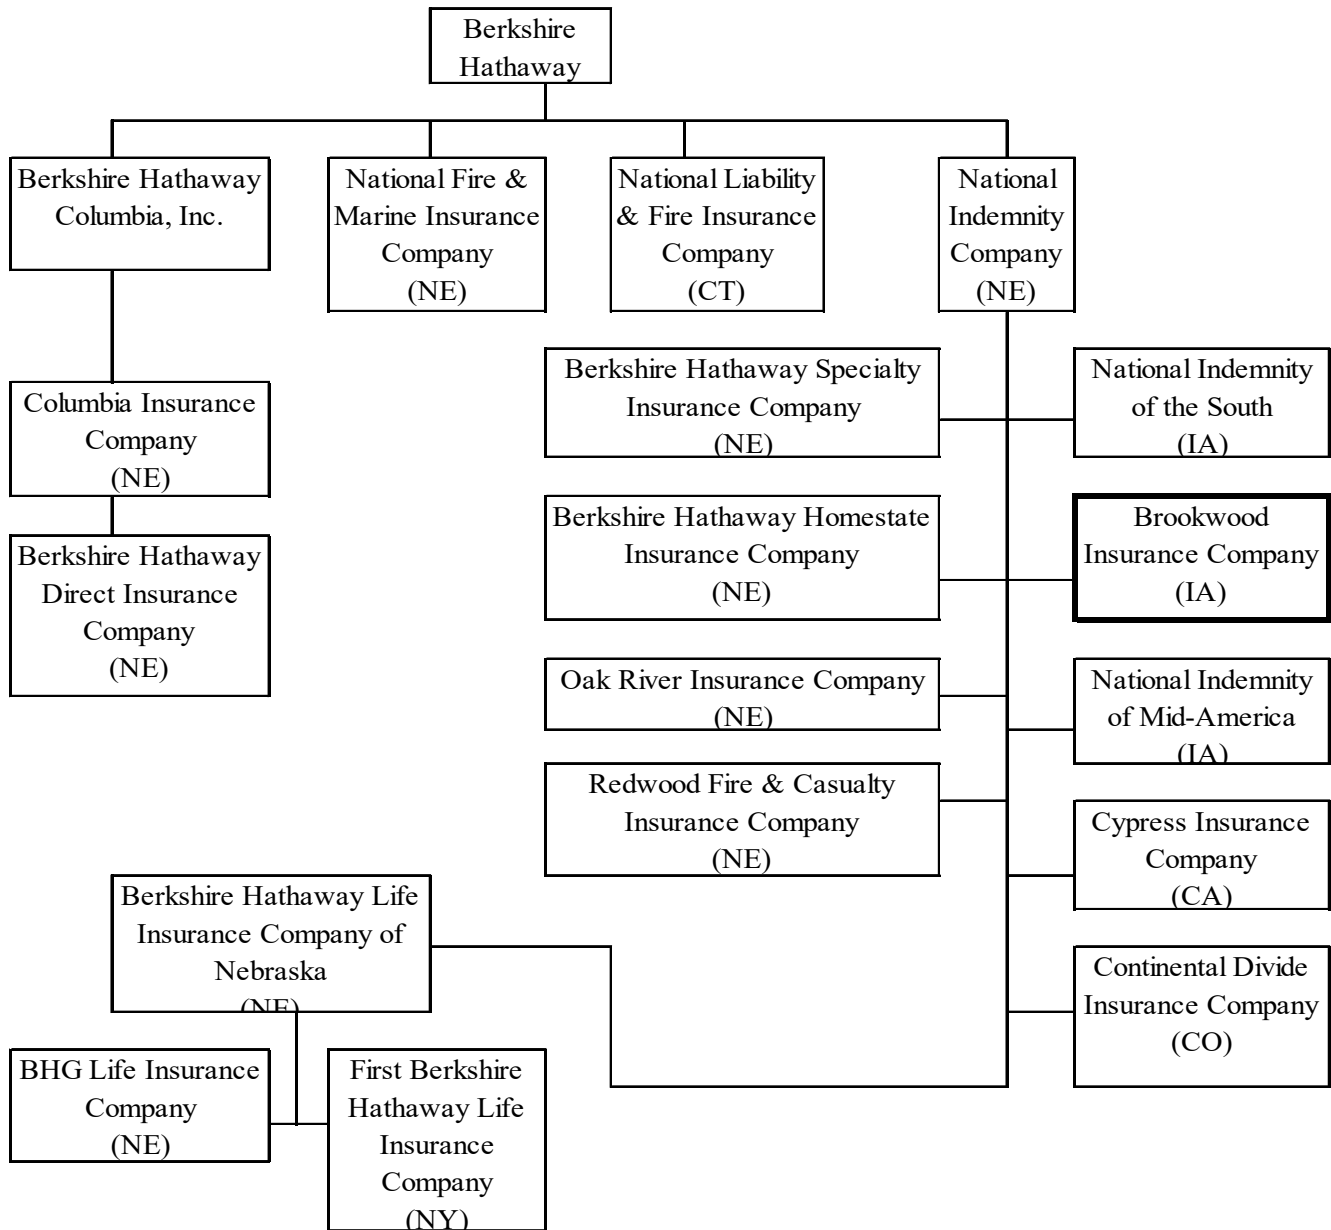 Berkshire
Hathaway
Berkshire Hathaway
Columbia, Inc.
National Fire &
Marine Insurance
Company
(NE)
National Liability
& Fire Insurance
Company
(CT)
National
Indemnity
Company
(NE)
Berkshire Hathaway Specialty
Insurance Company
(NE)
National Indemnity
of the South
(IA)
Columbia Insurance
Company
(NE)
Berkshire Hathaway Homestate
Insurance Company
(NE)
Brookwood
Insurance Company
(IA)
Berkshire Hathaway
Direct Insurance
Company
(NE)
Oak River Insurance Company
(NE)
National Indemnity
of Mid-America
(IA)
Redwood Fire & Casualty
Insurance Company
(NE)
Cypress Insurance
Company
(CA)
Berkshire Hathaway Life
Insurance Company of
Nebraska
(NE)
Continental Divide
Insurance Company
(CO)
BHG Life Insurance
Company
(NE)
First Berkshire
Hathaway Life
Insurance
Company
(NY)